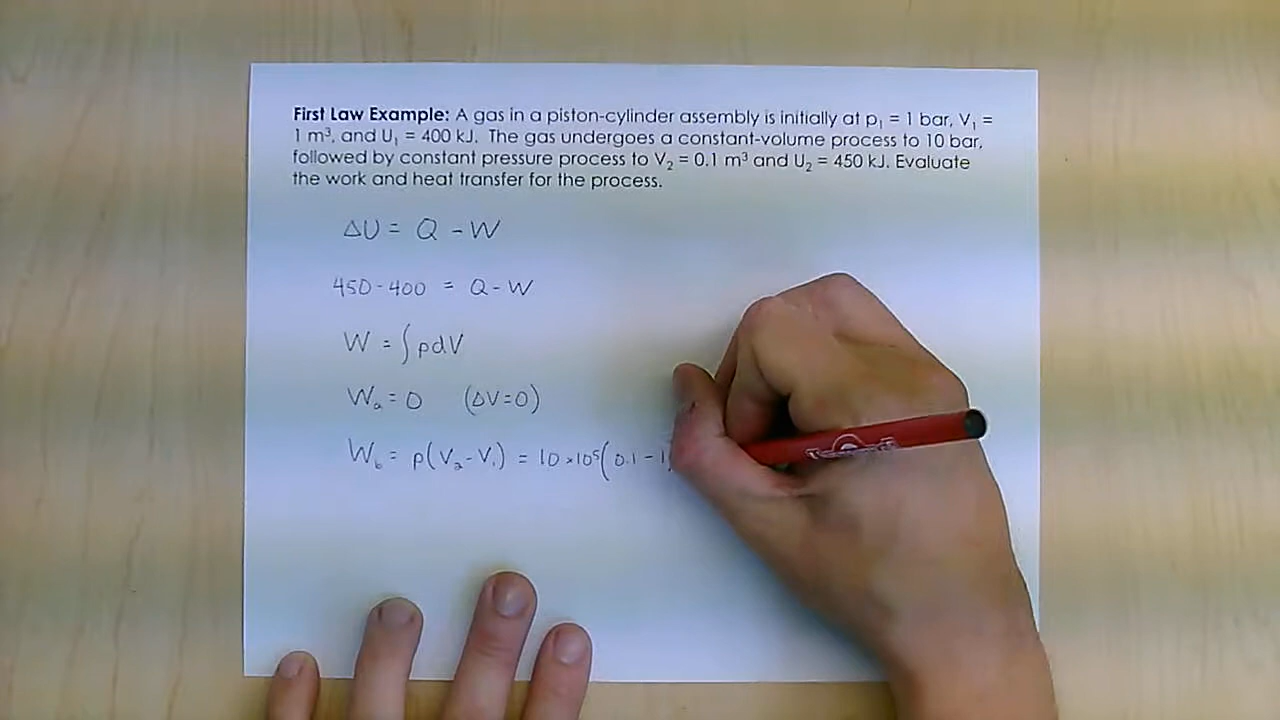 First Law Example: A gas in a piston-cylinder assembly is initially at p₁ = 1 bar, V₁ =
1 m³, and U₁ = 400 kJ. The gas undergoes a constant-volume process to 10 bar,
followed by constant pressure process to V₂ = 0.1 m³ and U₂ = 450 kJ. Evaluate
the work and heat transfer for the process.
ΔU = Q - W
450 - 400 = Q - W
W = ∫ pdV
Wₐ = 0 (ΔV=0)
W_b = p(V₂ - V₁) = 10 ×10⁵(0.1 - 1